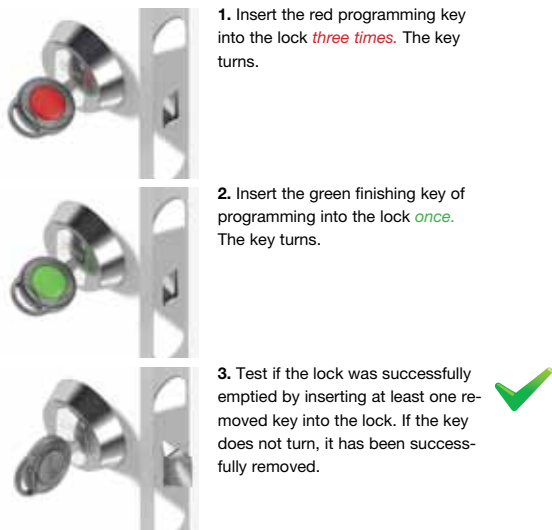 1. Insert the red programming key
into the lock three times. The key
turns.
2. Insert the green finishing key of
programming into the lock once.
The key turns.
3. Test if the lock was successfully
emptied by inserting at least one re-
moved key into the lock. If the key
does not turn, it has been success-
fully removed.